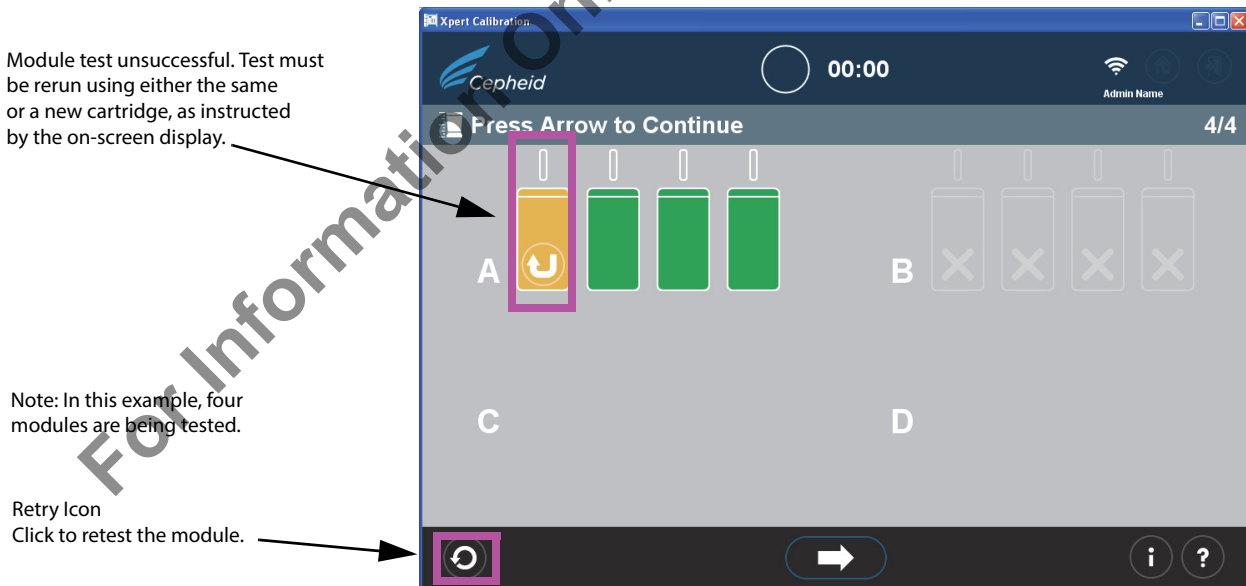 Xpert Calibration
Module test unsuccessful. Test must
be rerun using either the same
or a new cartridge, as instructed
by the on-screen display.
Cepheid
00:00
Admin Name
Press Arrow to Continue
4/4
A
B
Note: In this example, four
modules are being tested.
C
D
Retry Icon
Click to retest the module.
i
?
For Information On